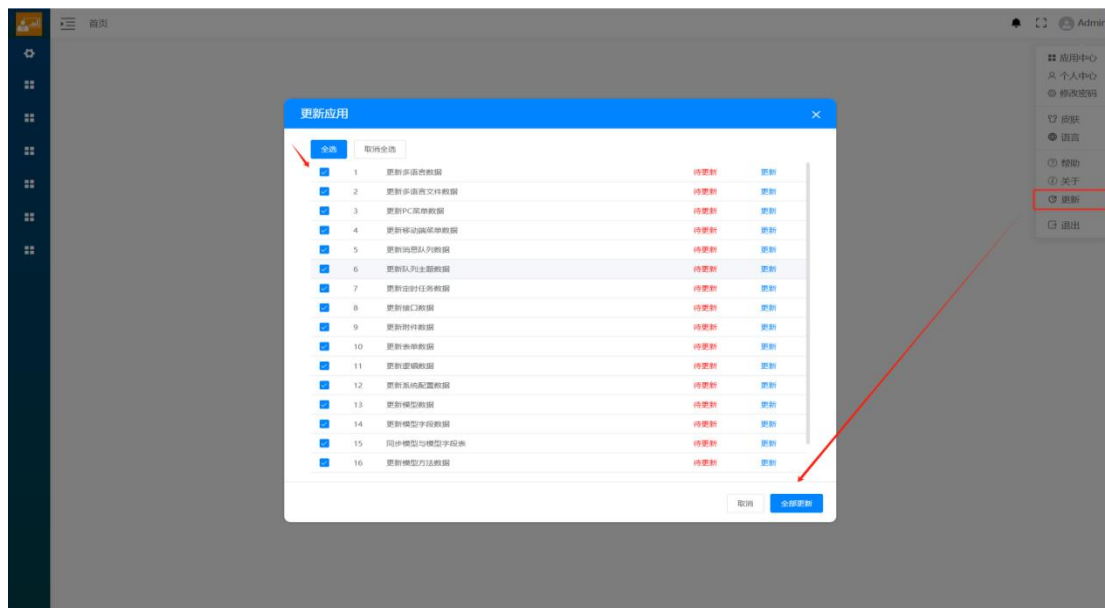 首页
Admin
应用中心
个人中心
修改密码
皮肤
语言
帮助
关于
更新
退出
更新应用
全选 取消全选
1 更新多语言数据 待更新 更新
2 更新多语言文件数据 待更新 更新
3 更新PC菜单数据 待更新 更新
4 更新移动端菜单数据 待更新 更新
5 更新消息队列数据 待更新 更新
6 更新队列主题数据 待更新 更新
7 更新定时任务数据 待更新 更新
8 更新接口数据 待更新 更新
9 更新附件数据 待更新 更新
10 更新表单数据 待更新 更新
11 更新逻辑数据 待更新 更新
12 更新系统配置数据 待更新 更新
13 更新模型数据 待更新 更新
14 更新模型字段数据 待更新 更新
15 同步模型与模型字段表 待更新 更新
16 更新模型方法数据 待更新 更新
取消 全部更新